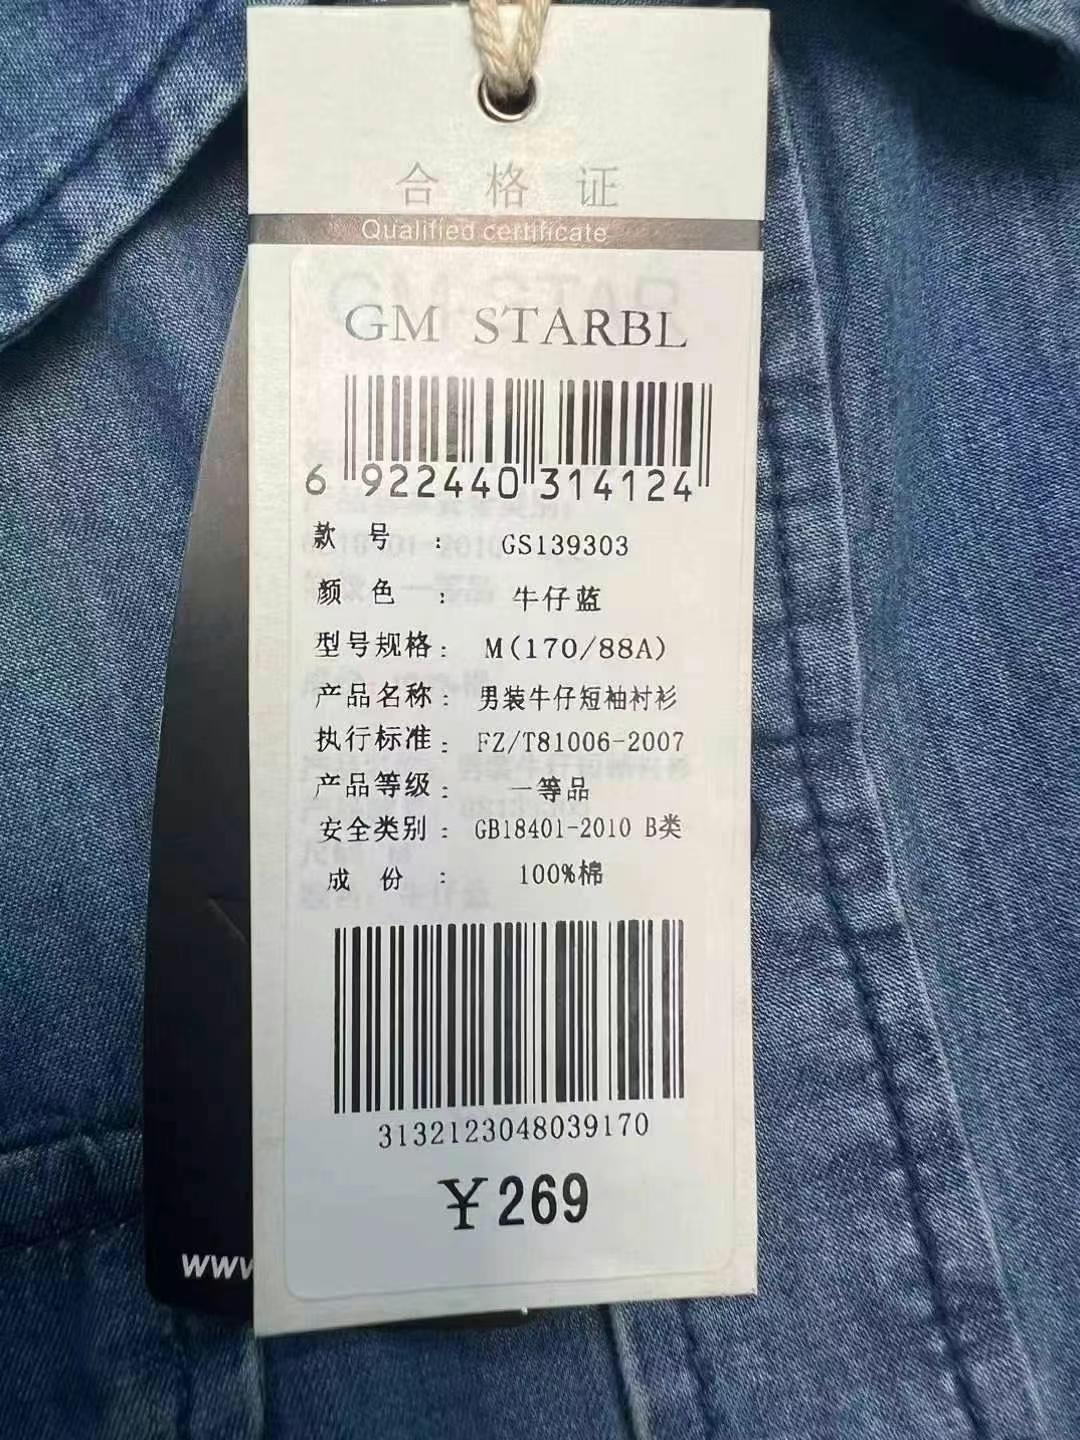 合格证
Qualified certificate
GM STARBL
6 922440 314124
款号： GS139303
颜色： 牛仔蓝
型号规格： M(170/88A)
产品名称： 男装牛仔短袖衬衫
执行标准： FZ/T81006-2007
产品等级： 一等品
安全类别： GB18401-2010 B类
成份： 100%棉
3132123048039170
¥269
www